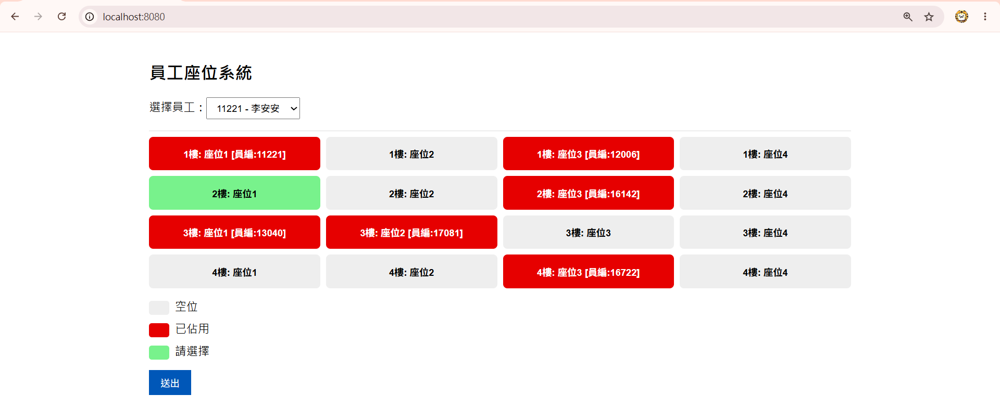 localhost:8080
員工座位系統
選擇員工：11221 - 李安安
1樓: 座位1 [員編:11221]
1樓: 座位2
1樓: 座位3 [員編:12006]
1樓: 座位4
2樓: 座位1
2樓: 座位2
2樓: 座位3 [員編:16142]
2樓: 座位4
3樓: 座位1 [員編:13040]
3樓: 座位2 [員編:17081]
3樓: 座位3
3樓: 座位4
4樓: 座位1
4樓: 座位2
4樓: 座位3 [員編:16722]
4樓: 座位4
空位
已佔用
請選擇
送出